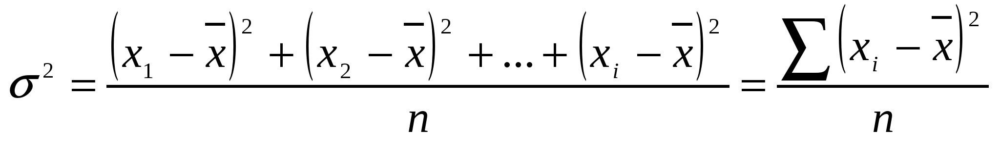 σ² = ((x₁ − x̄)² + (x₂ − x̄)² + ... + (xᵢ − x̄)²) / n = ∑(xᵢ − x̄)² / n